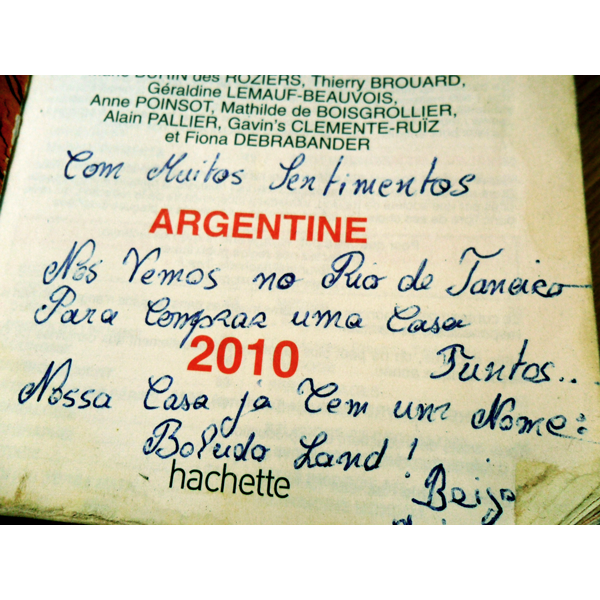 DES ROZIERS, Thierry BROUARD,
Géraldine LEMAUF-BEAUVOIS,
Anne POINSOT, Mathilde de BOISGROLLIER,
Alain PALLIER, Gavin's CLEMENTE-RUÏZ
et Fiona DEBRABANDER
Com Muitos Sentimentos
ARGENTINE
Nós Vemos no Rio de Janeiro
Para Comprar uma Casa
2010
Juntos..
Nossa Casa já Tem um Nome:
Boludo Land!
hachette
Beijo